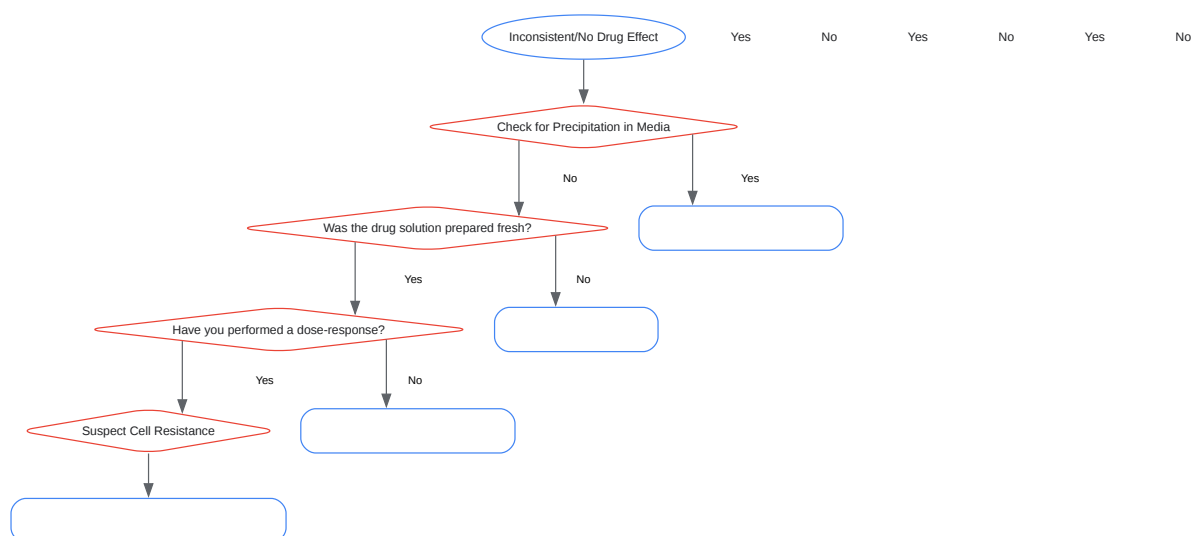 Inconsistent/No Drug Effect
Yes
No
Yes
No
Yes
No
Check for Precipitation in Media
No
Yes
Was the drug solution prepared fresh?
Yes
No
Have you performed a dose-response?
Yes
No
Suspect Cell Resistance